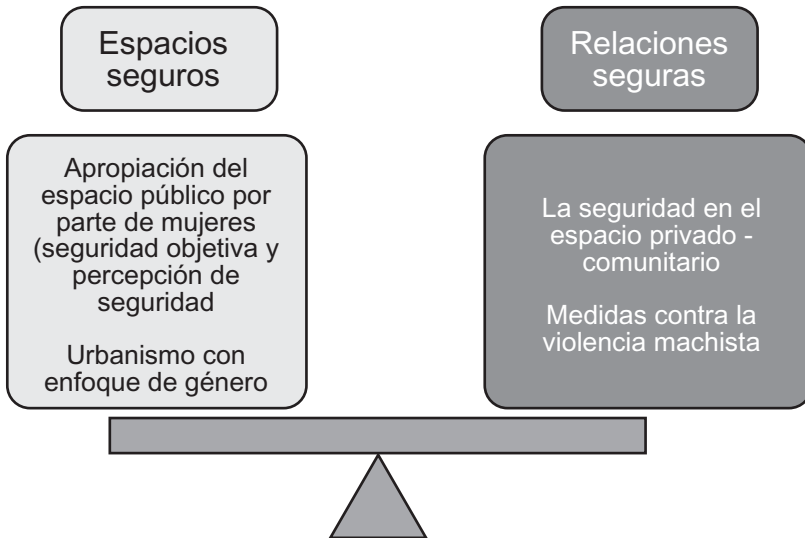 Espacios
seguros
Apropiación del
espacio público por
parte de mujeres
(seguridad objetiva y
percepción de
seguridad
Urbanismo con
enfoque de género
Relaciones
seguras
La seguridad en el
espacio privado -
comunitario
Medidas contra la
violencia machista